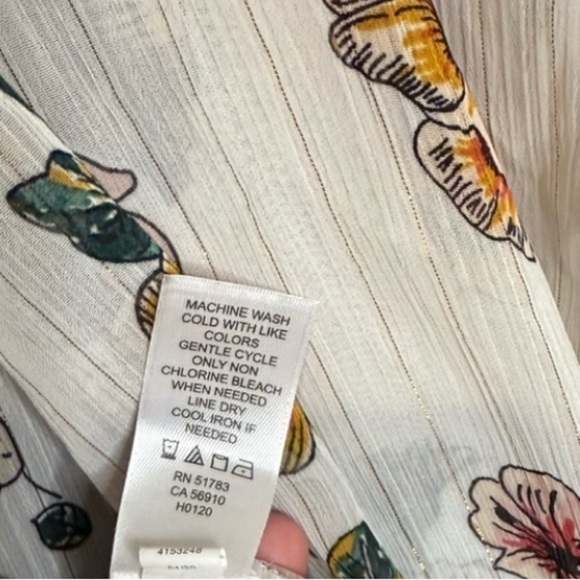 MACHINE WASH
COLD WITH LIKE
COLORS
GENTLE CYCLE
ONLY NON
CHLORINE BLEACH
WHEN NEEDED
LINE DRY
COOL IRON IF
NEEDED
RN 51783
CA 56910
H0120
4153248